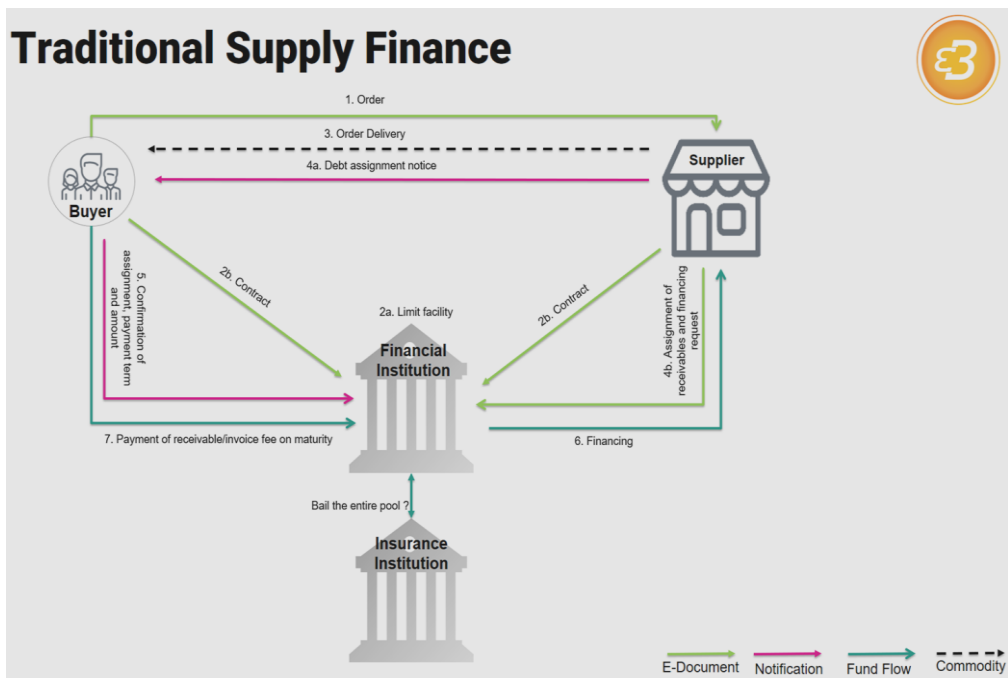 Traditional Supply Finance
εB
1. Order
3. Order Delivery
4a. Debt assignment notice
Supplier
Buyer
2b. Contract
2b. Contract
5. Confirmation of
assignment, payment term
and amount
4b. Assignment of
receivables and financing
request
2a. Limit facility
Financial
Institution
7. Payment of receivable/invoice fee on maturity
6. Financing
Bail the entire pool ?
Insurance
Institution
E-Document
Notification
Fund Flow
Commodity